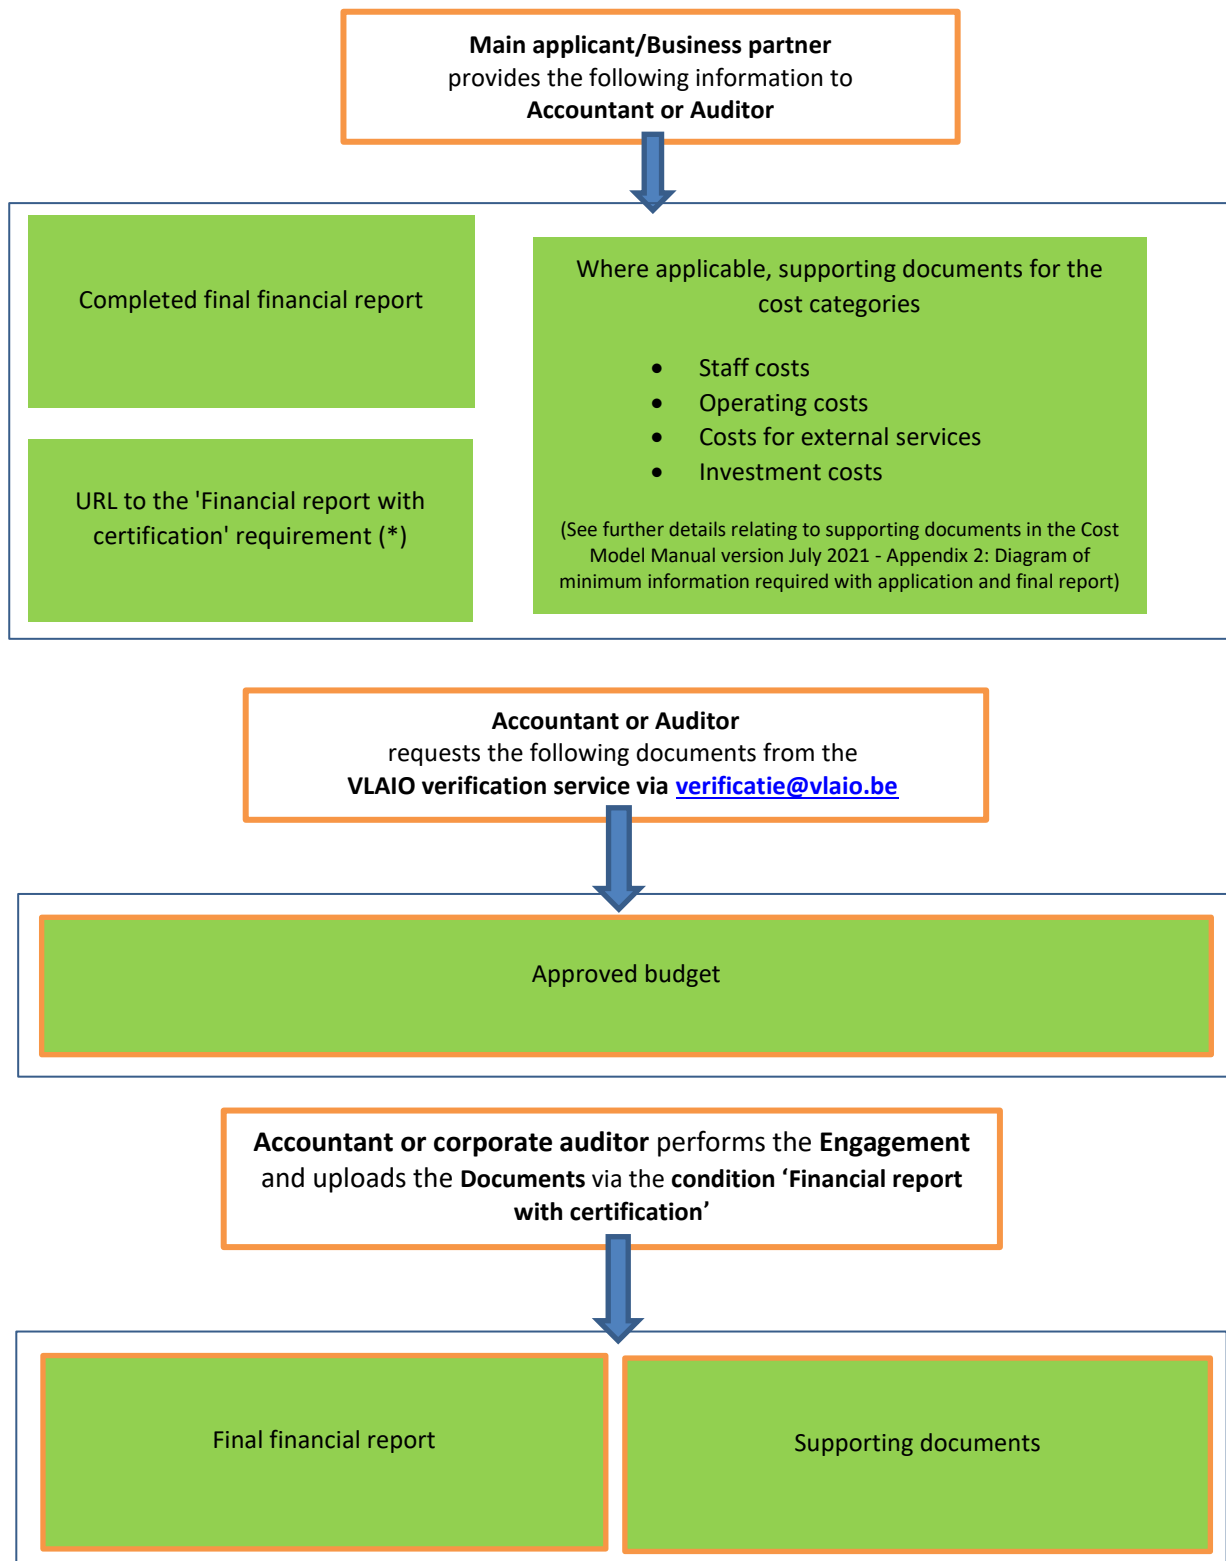 Main applicant/Business partner
provides the following information to
Accountant or Auditor
Completed final financial report
URL to the 'Financial report with
certification' requirement (*)
Where applicable, supporting documents for the
cost categories
• Staff costs
• Operating costs
• Costs for external services
• Investment costs
(See further details relating to supporting documents in the Cost
Model Manual version July 2021 - Appendix 2: Diagram of
minimum information required with application and final report)
Accountant or Auditor
requests the following documents from the
VLAIO verification service via verificatie@vlaio.be
Approved budget
Accountant or corporate auditor performs the Engagement
and uploads the Documents via the condition ‘Financial report
with certification’
Final financial report
Supporting documents